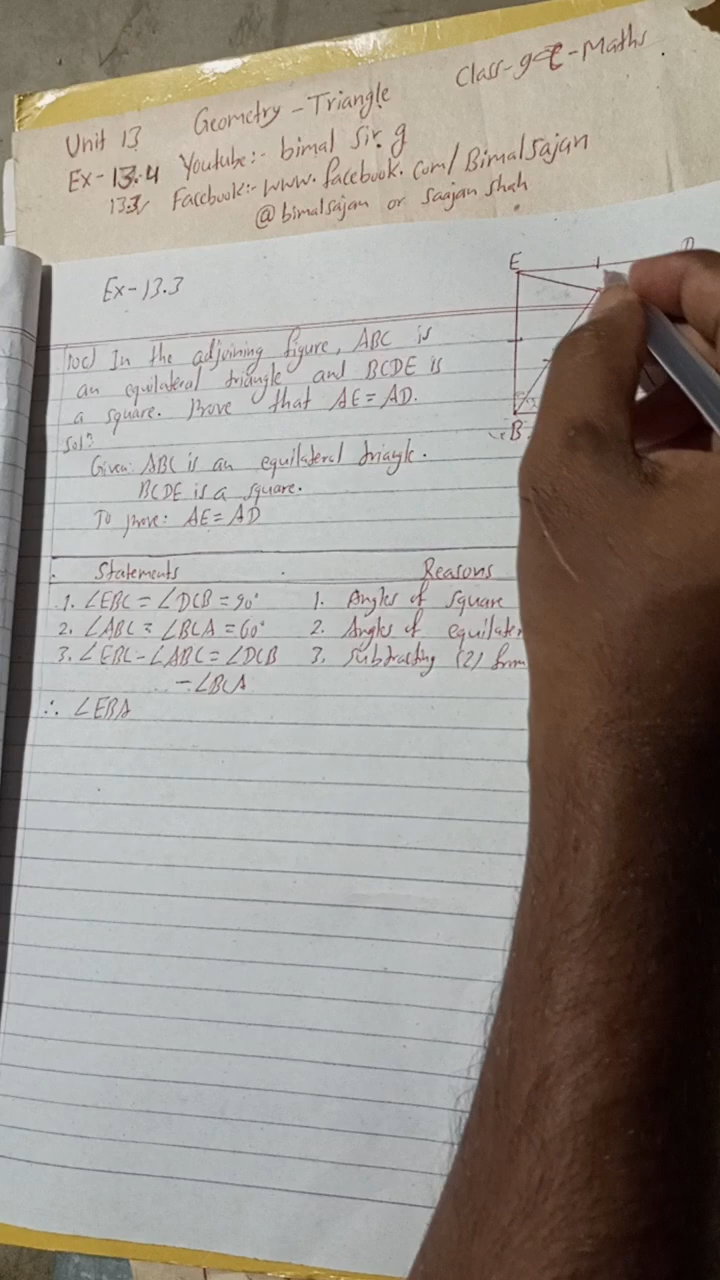 Class-9 & - Maths
Unit 13 Geometry - Triangle
Ex-13.4 Youtube:- bimal Sir g
13.3 Facebook:- www.facebook.com/Bimalsajan
@bimalsajan or Saajan Shah
Ex-13.3
E D
10c) In the adjoining figure, ABC is
an equilateral triangle and BCDE is
a square. Prove that AE = AD.
B
Given: ABC is an equilateral triangle.
BCDE is a square.
To prove: AE = AD
Statements Reasons
1. ∠EBC = ∠DCB = 90° 1. Angles of square
2. ∠ABC = ∠BCA = 60° 2. Angles of equilater
3. ∠EBC - ∠ABC = ∠DCB 3. Subtracting (2) from
- ∠BCA
∴ ∠EBA